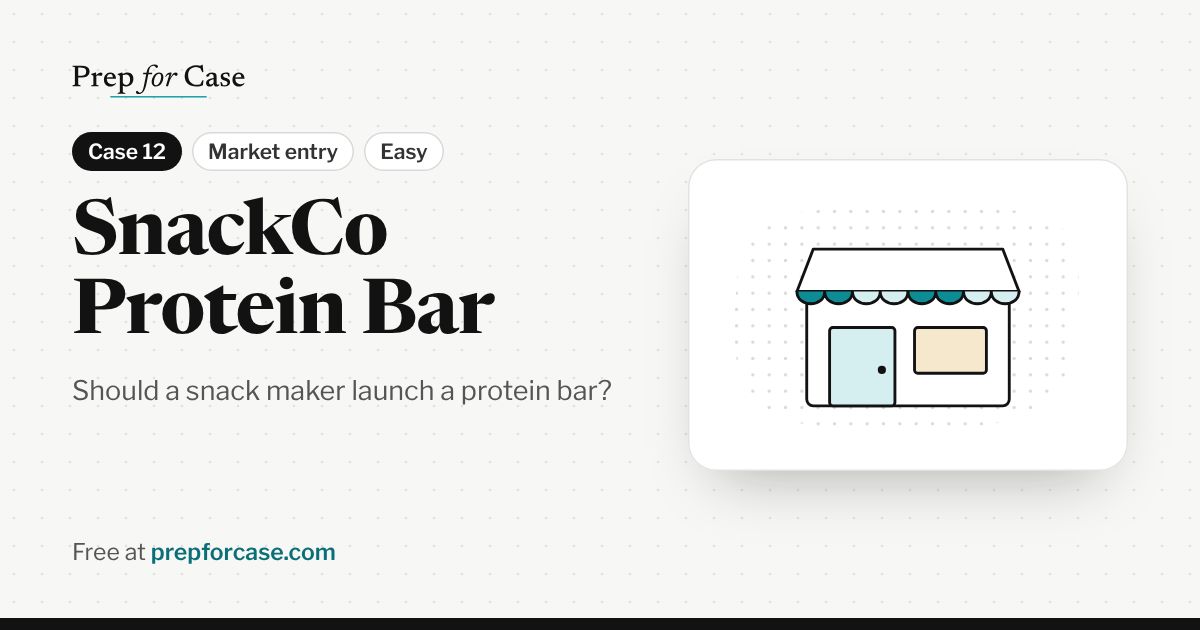 Prep for Case
Case 12 Market entry Easy
SnackCo
Protein Bar
Should a snack maker launch a protein bar?
Free at prepforcase.com